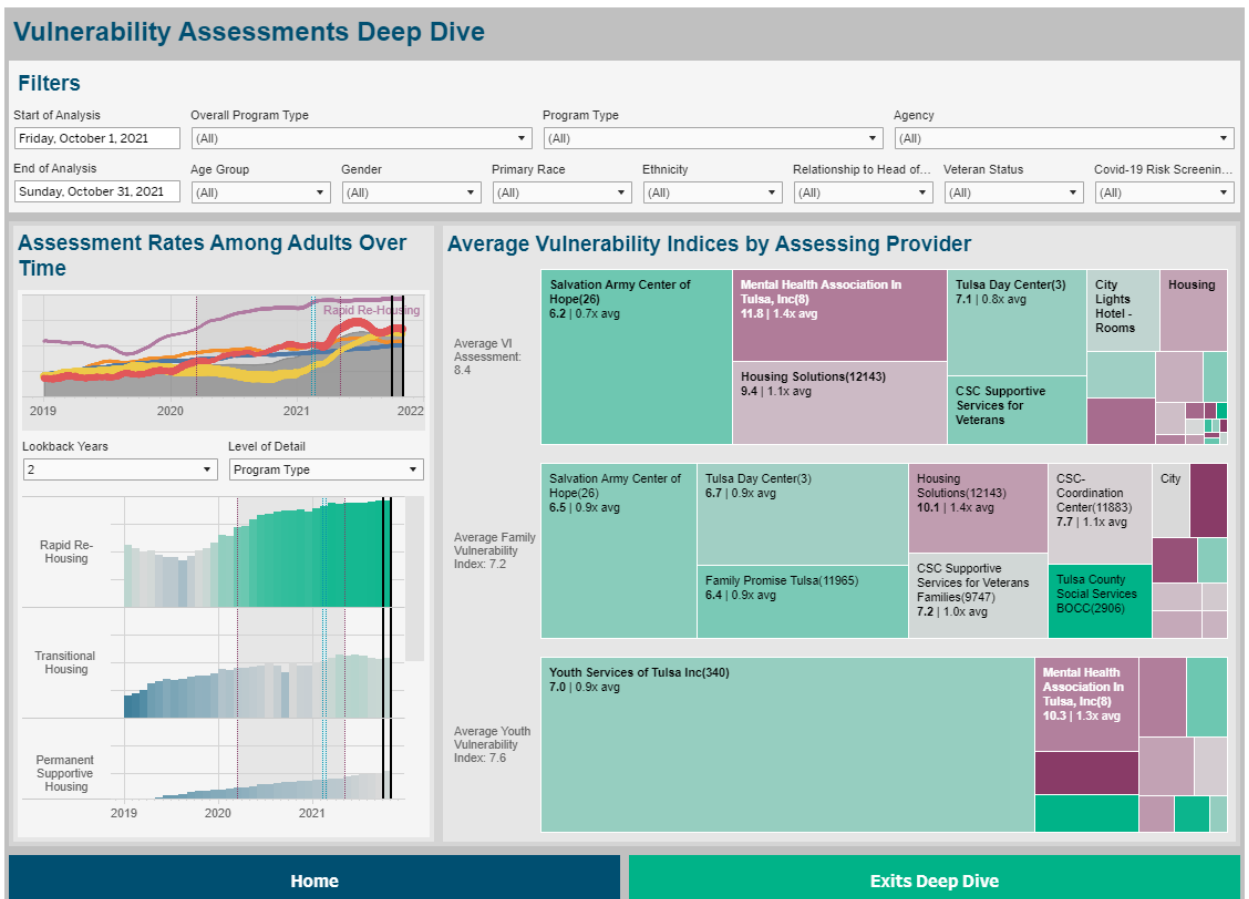 Vulnerability Assessments Deep Dive
Filters
Start of Analysis
Overall Program Type
Program Type
Agency
Friday, October 1, 2021
(All)
(All)
(All)
End of Analysis
Age Group
Gender
Primary Race
Ethnicity
Relationship to Head of...
Veteran Status
Covid-19 Risk Screenin...
Sunday, October 31, 2021
(All)
(All)
(All)
(All)
(All)
(All)
(All)
Assessment Rates Among Adults Over
Time
Rapid Re-Housing
2019
2020
2021
2022
Lookback Years
Level of Detail
2
Program Type
Rapid Re-
Housing
Transitional
Housing
Permanent
Supportive
Housing
2019
2020
2021
Average Vulnerability Indices by Assessing Provider
Average VI
Assessment:
8.4
Salvation Army Center of
Hope(26)
6.2 | 0.7x avg
Mental Health Association In
Tulsa, Inc(8)
11.8 | 1.4x avg
Housing Solutions(12143)
9.4 | 1.1x avg
Tulsa Day Center(3)
7.1 | 0.8x avg
CSC Supportive
Services for
Veterans
City
Lights
Hotel -
Rooms
Housing
Average Family
Vulnerability
Index: 7.2
Salvation Army Center of
Hope(26)
6.5 | 0.9x avg
Tulsa Day Center(3)
6.7 | 0.9x avg
Family Promise Tulsa(11965)
6.4 | 0.9x avg
Housing
Solutions(12143)
10.1 | 1.4x avg
CSC Supportive
Services for Veterans
Families(9747)
7.2 | 1.0x avg
CSC-
Coordination
Center(11883)
7.7 | 1.1x avg
Tulsa County
Social Services
BOCC(2906)
City
Average Youth
Vulnerability
Index: 7.6
Youth Services of Tulsa Inc(340)
7.0 | 0.9x avg
Mental Health
Association In
Tulsa, Inc(8)
10.3 | 1.3x avg
Home
Exits Deep Dive